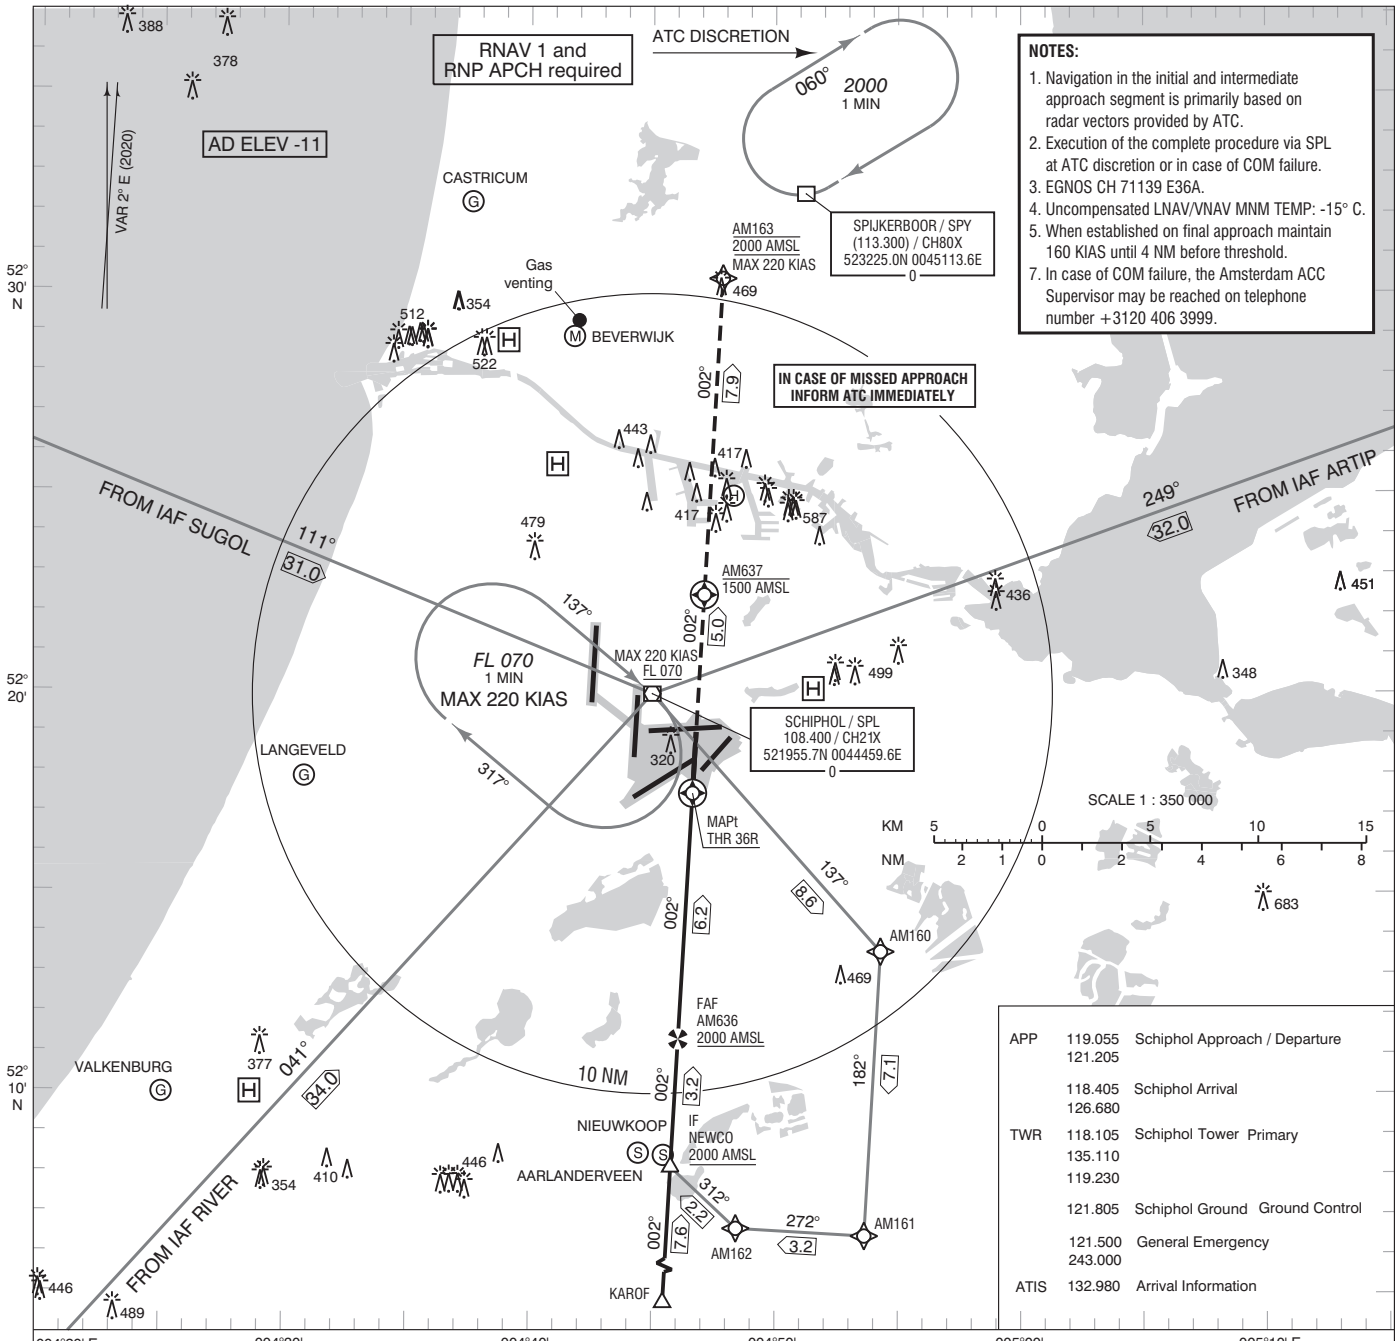 388
378
VAR 2° E (2020)
AD ELEV -11
RNAV 1 and
RNP APCH required
ATC DISCRETION
060°
2000
1 MIN
NOTES:
1. Navigation in the initial and intermediate
approach segment is primarily based on
radar vectors provided by ATC.
2. Execution of the complete procedure via SPL
at ATC discretion or in case of COM failure.
3. EGNOS CH 71139 E36A.
4. Uncompensated LNAV/VNAV MNM TEMP: -15° C.
5. When established on final approach maintain
160 KIAS until 4 NM before threshold.
7. In case of COM failure, the Amsterdam ACC
Supervisor may be reached on telephone
number +3120 406 3999.
CASTRICUM
G
SPIJKERBOOR / SPY
(113.300) / CH80X
523225.0N 0045113.6E
0
AM163
2000 AMSL
MAX 220 KIAS
469
52°
30'
N
Gas
venting
354
512
522
H
M BEVERWIJK
002°
7.9
IN CASE OF MISSED APPROACH
INFORM ATC IMMEDIATELY
443
417
H
H
417
587
479
FROM IAF SUGOL
111°
31.0
249°
32.0
FROM IAF ARTIP
AM637
1500 AMSL
436
451
137°
002°
5.0
FL 070
1 MIN
MAX 220 KIAS
MAX 220 KIAS
FL 070
H
499
348
52°
20'
SCHIPHOL / SPL
108.400 / CH21X
521955.7N 0044459.6E
0
320
LANGEVELD
G
317°
MAPt
THR 36R
SCALE 1 : 350 000
KM 5 0 5 10 15
NM 2 1 0 2 4 6 8
137°
8.6
683
002°
6.2
AM160
469
FAF
AM636
2000 AMSL
377
VALKENBURG
G
H
041°
34.0
52°
10'
N
10 NM
002°
3.2
182°
7.1
IF
NEWCO
2000 AMSL
NIEUWKOOP
S S
AARLANDERVEEN
446
410
354
312°
2.2
272°
3.2
AM161
AM162
002°
7.6
FROM IAF RIVER
KAROF
446
489
APP 119.055 Schiphol Approach / Departure
121.205
118.405 Schiphol Arrival
126.680
TWR 118.105 Schiphol Tower Primary
135.110
119.230
121.805 Schiphol Ground Ground Control
121.500 General Emergency
243.000
ATIS 132.980 Arrival Information